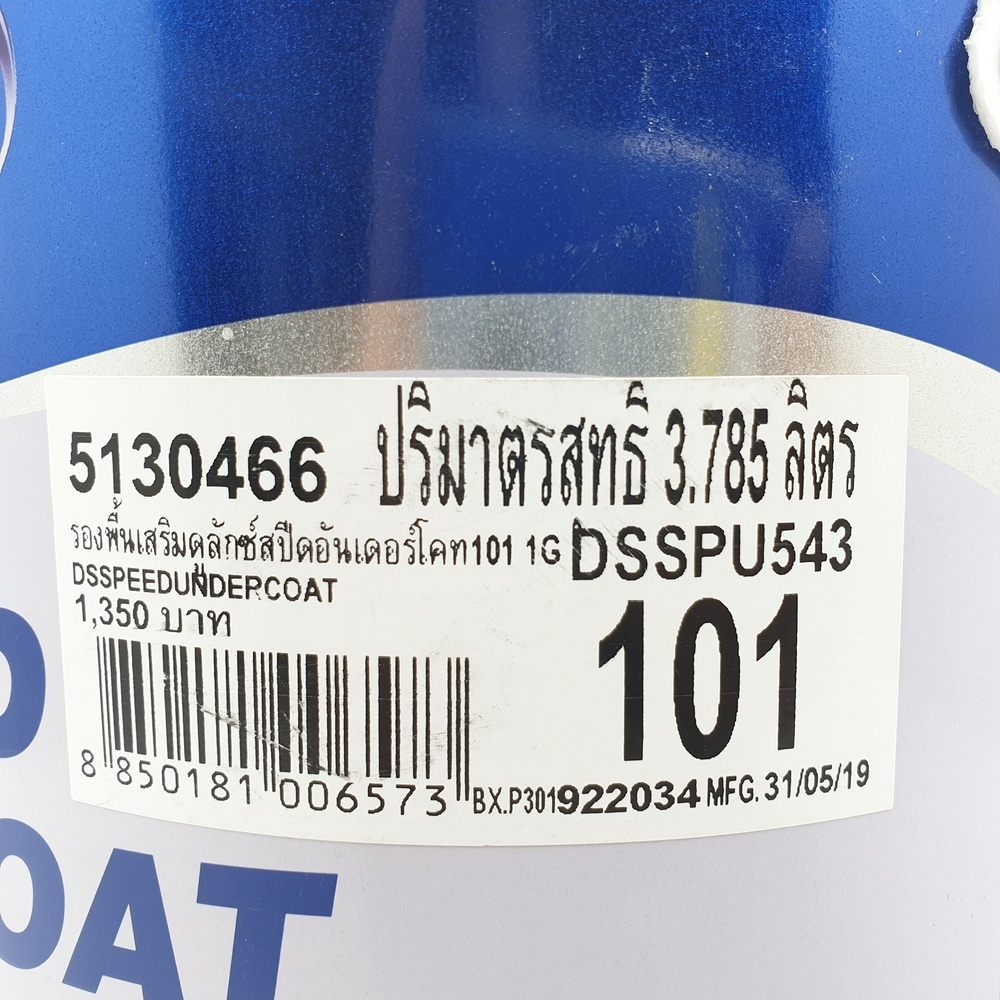 5130466 ปริมาตรสุทธิ 3.785 ลิตร
รองพื้นเสริมดูลักซ์สปีดอันเดอร์โคท101 1G DSSPU543
DSSPEEDUNDERCOAT
1,350 บาท
101
8 850181 006573 BX.P301922034 MFG. 31/05/19
D
OAT